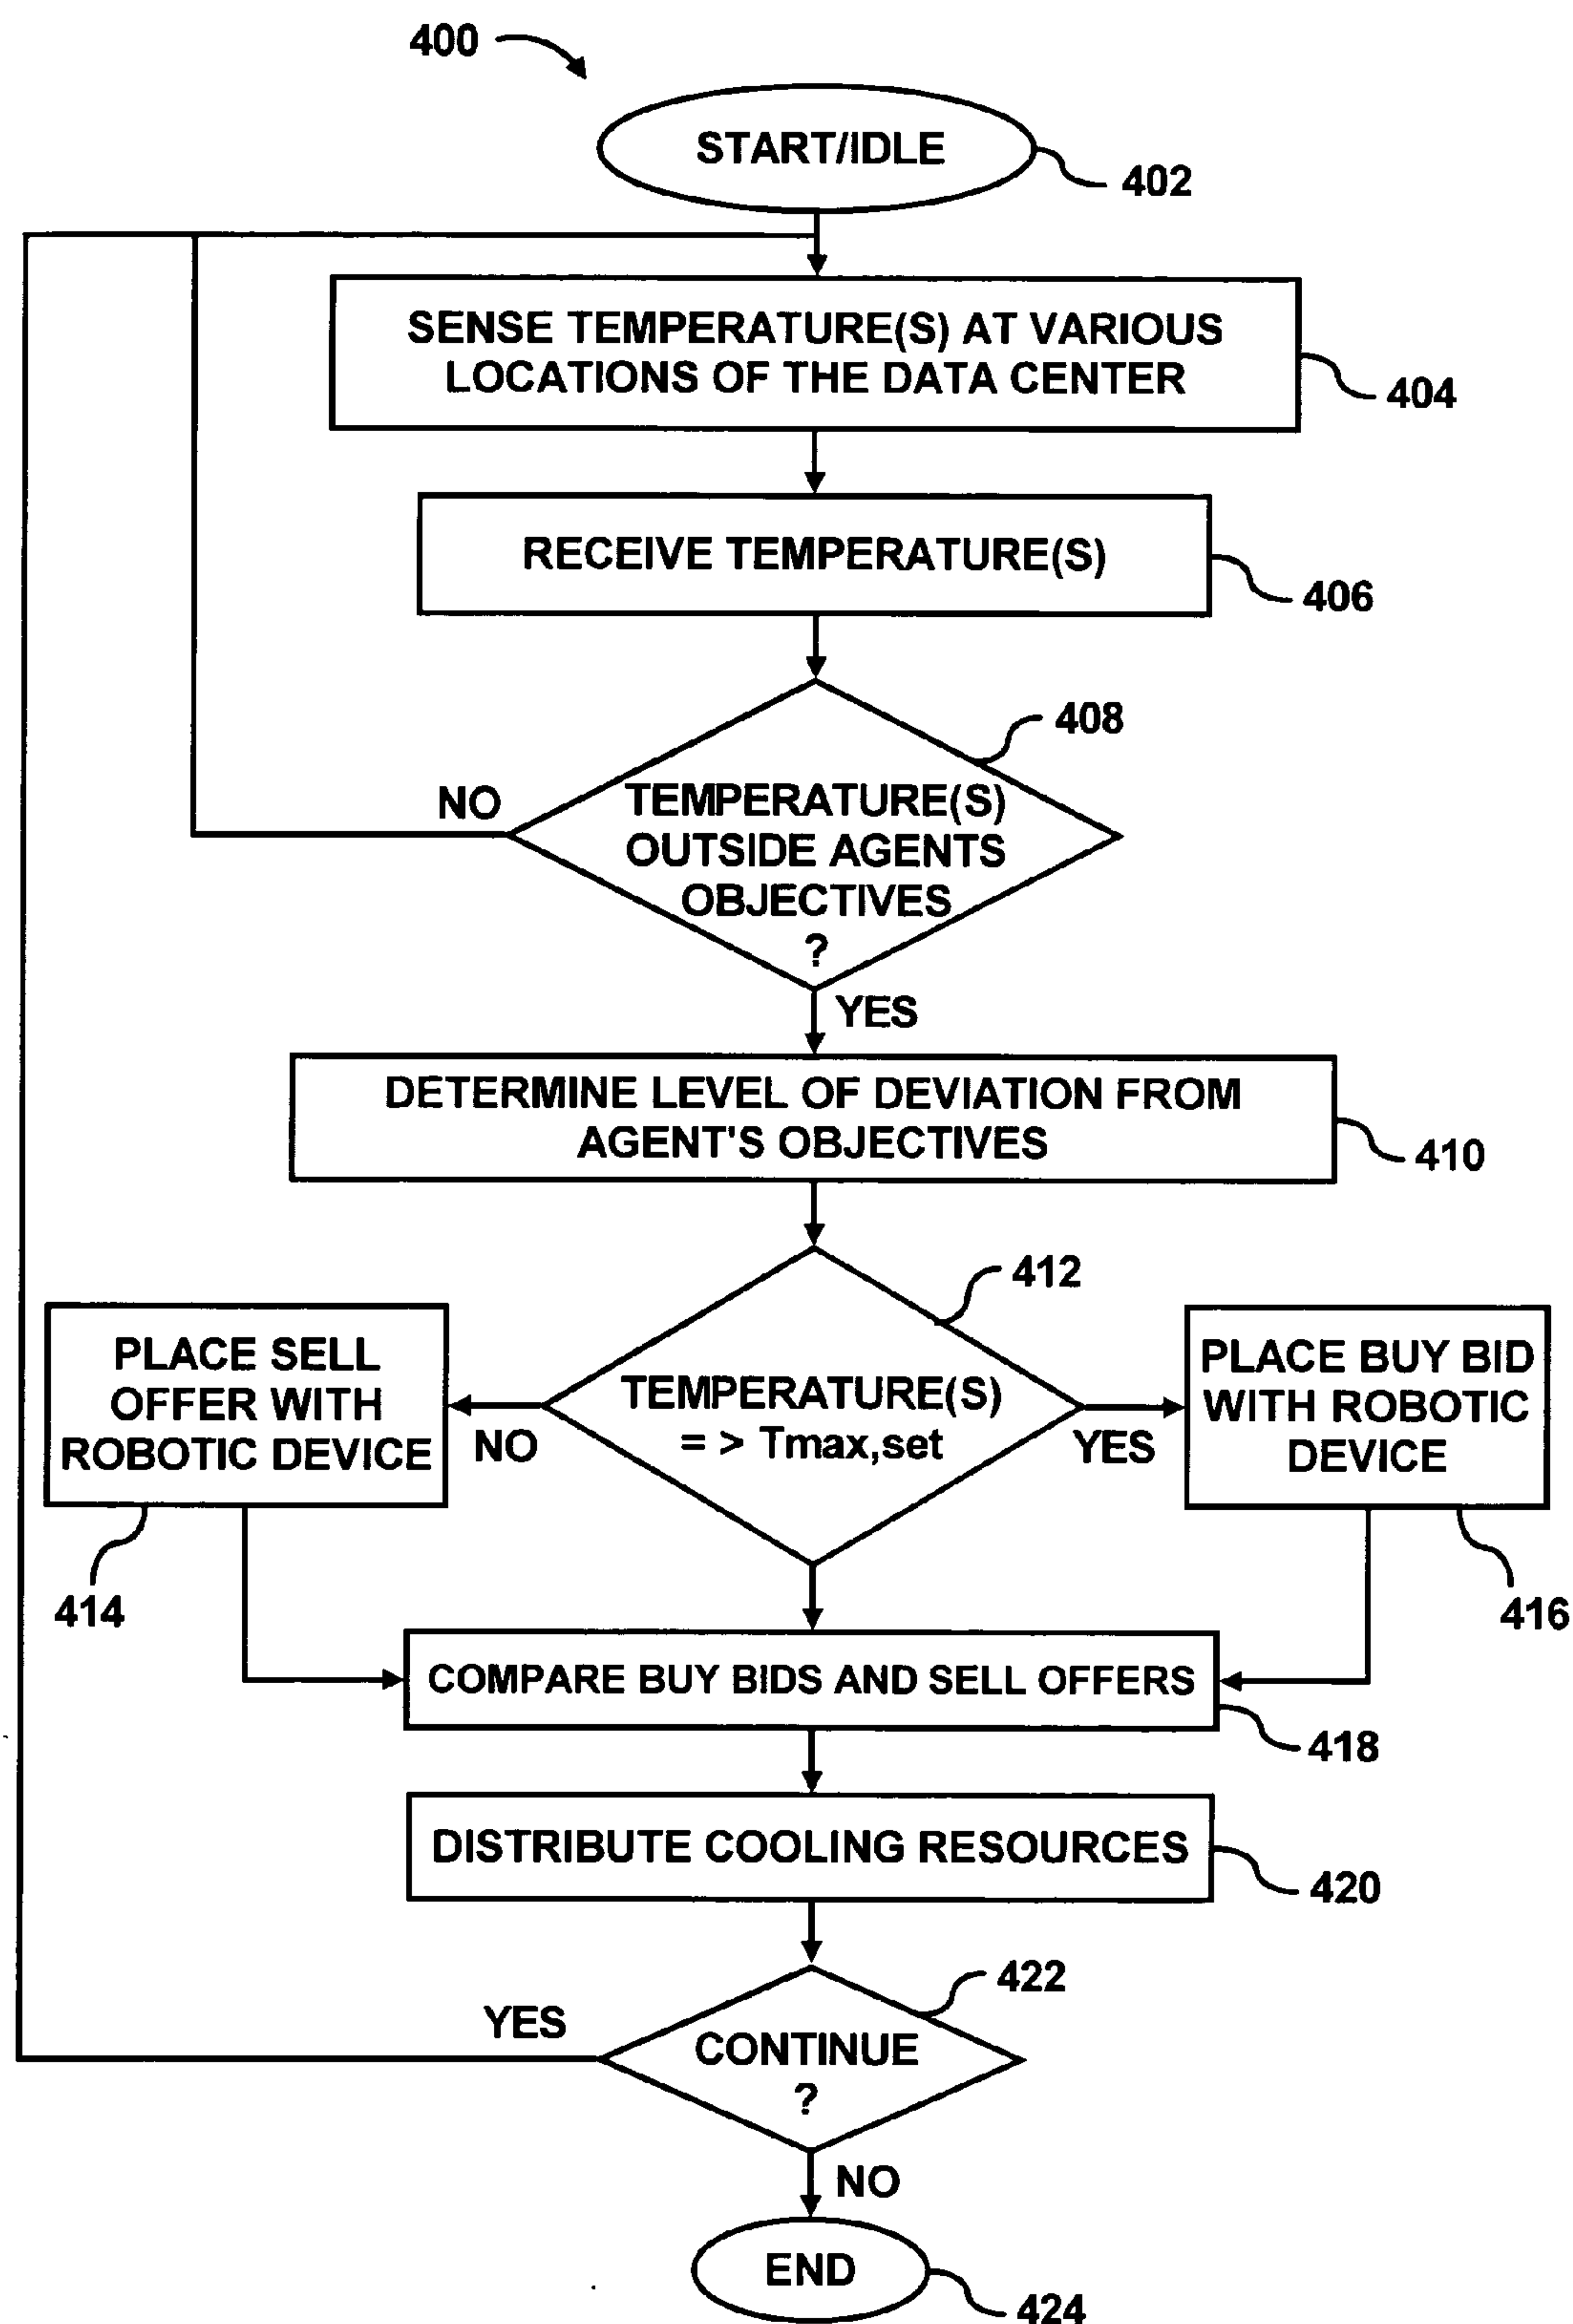 400
START/IDLE
402
SENSE TEMPERATURE(S) AT VARIOUS
LOCATIONS OF THE DATA CENTER
404
RECEIVE TEMPERATURE(S)
406
408
NO
TEMPERATURE(S)
OUTSIDE AGENTS
OBJECTIVES
?
YES
DETERMINE LEVEL OF DEVIATION FROM
AGENT'S OBJECTIVES
410
412
PLACE SELL
OFFER WITH
ROBOTIC DEVICE
414
NO
TEMPERATURE(S)
= > Tmax,set
YES
PLACE BUY BID
WITH ROBOTIC
DEVICE
416
COMPARE BUY BIDS AND SELL OFFERS
418
DISTRIBUTE COOLING RESOURCES
420
422
YES
CONTINUE
?
NO
END
424